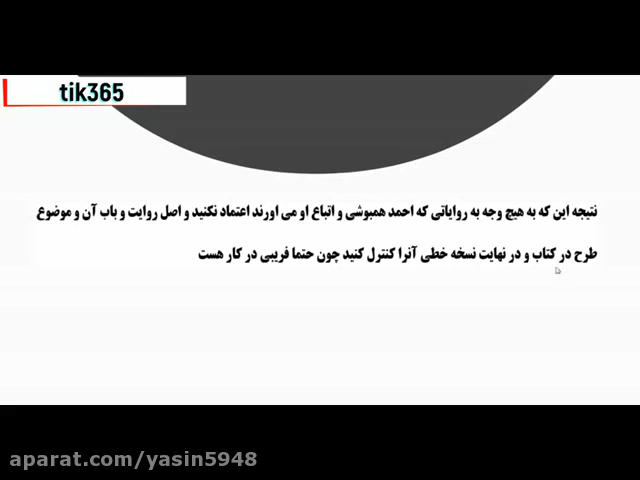 tik365
نتیجه این که به هیچ وجه به روایاتی که احمد همبوشی و اتباع او می اورند اعتماد نکنید و اصل روایت و باب آن و موضوع
طرح در کتاب و در نهایت نسخه خطی آنرا کنترل کنید چون حتما فریبی در کار هست
aparat.com/yasin5948